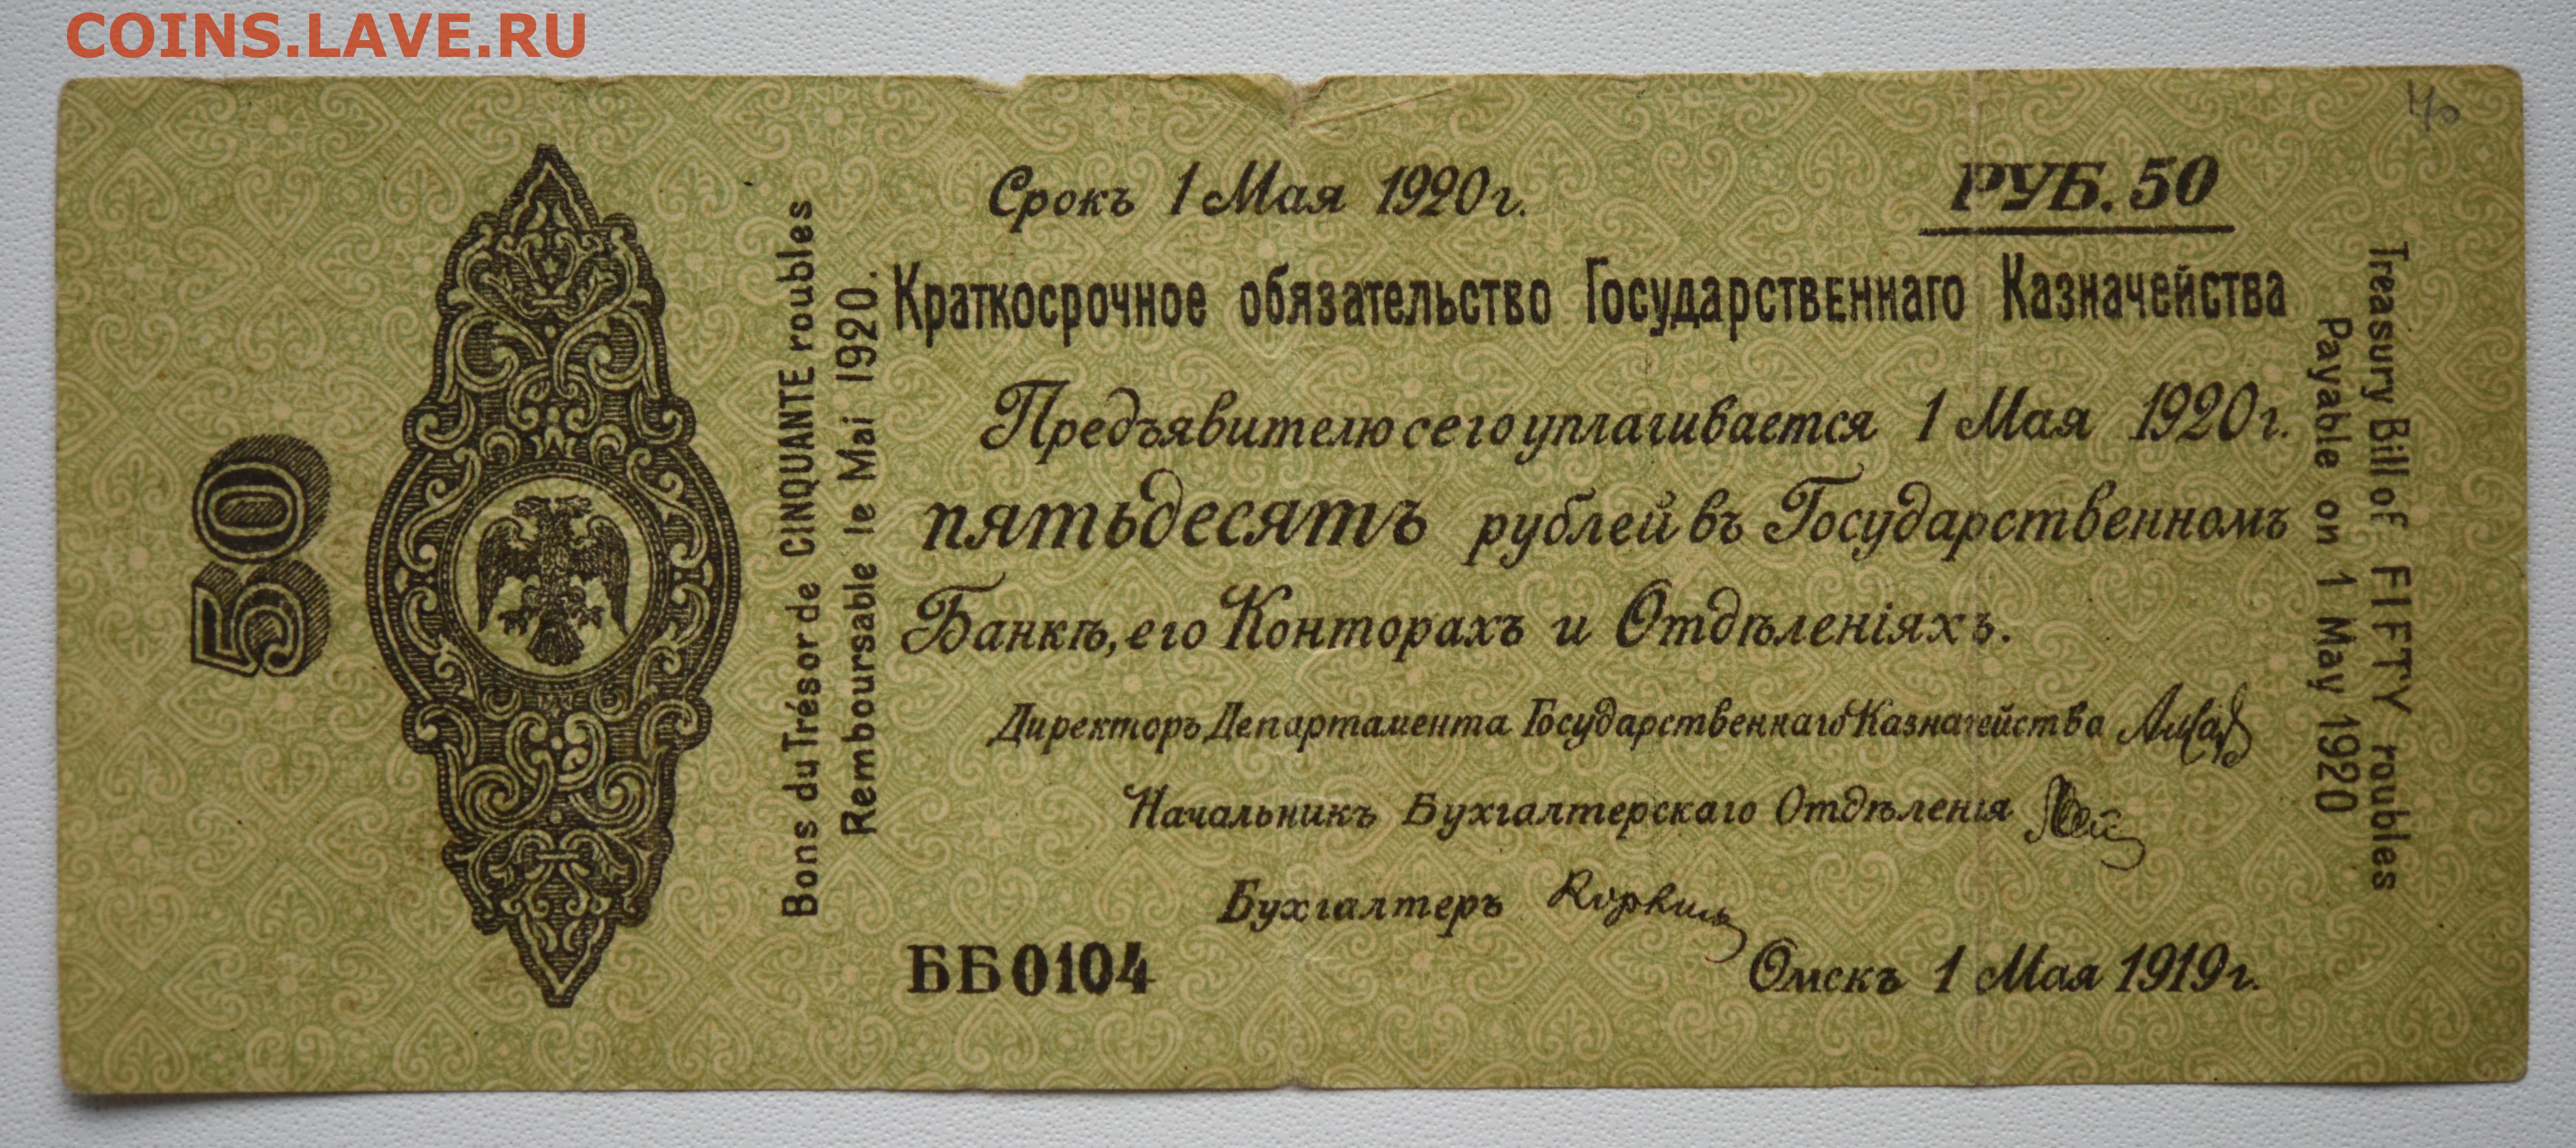 COINS.LAVE.RU
50
Bons du Trésor de CINQUANTE roubles
Remboursable le Mai 1920.
Срокъ 1 Мая 1920 г.
РУБ. 50
Краткосрочное обязательство Государственнаго Казначейства
Предъявителю сего уплачивается 1 Мая 1920 г.
пятьдесятъ рублей въ Государственномъ
Банкѣ, его Конторахъ и Отдѣленіяхъ.
Директоръ Департамента Государственнаго Казначейства
Начальникъ Бухгалтерскаго Отдѣленія
Бухгалтеръ
ББ 0104
Омскъ 1 Мая 1919 г.
Treasury Bill of FIFTY roubles
Payable on 1 May 1920